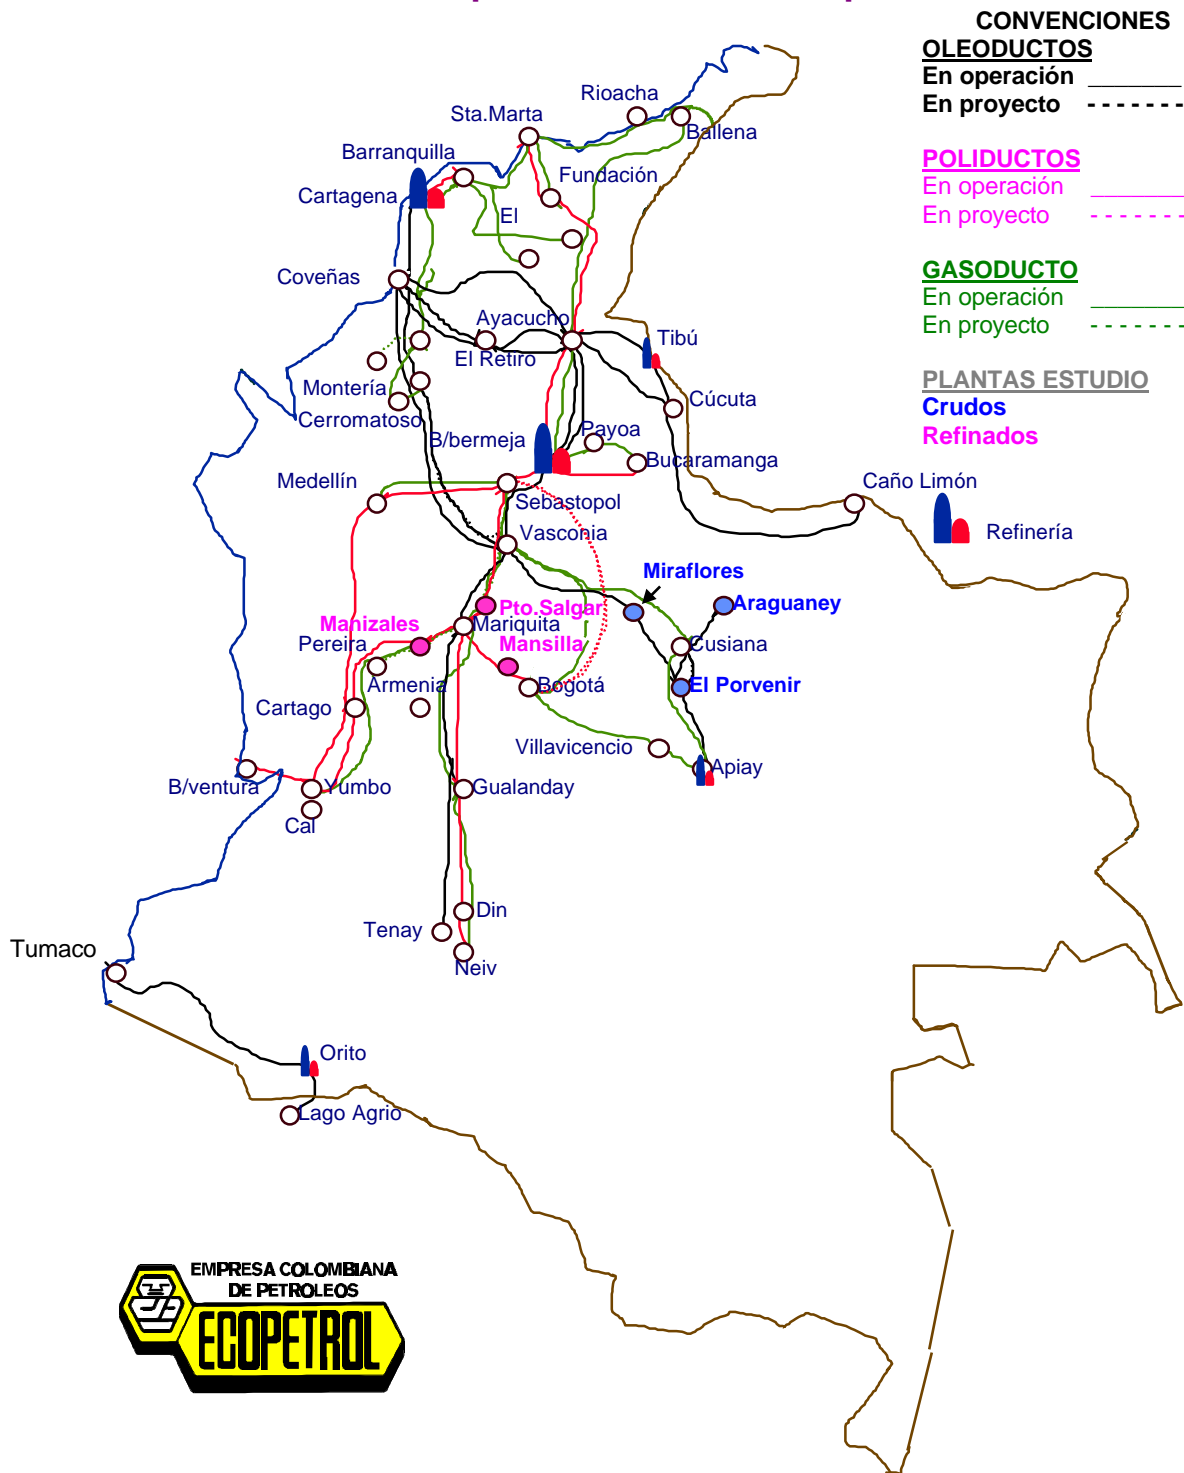 CONVENCIONES
OLEODUCTOS
En operación ________
En proyecto - - - - - - -
POLIDUCTOS
En operación ________
En proyecto - - - - - - -
GASODUCTO
En operación ________
En proyecto - - - - - - -
PLANTAS ESTUDIO
Crudos
Refinados
Refinería
Rioacha
Sta.Marta
Ballena
Barranquilla
Fundación
Cartagena
El
Coveñas
Ayacucho
Tibú
El Retiro
Montería
Cúcuta
Cerromatoso
Payoa
B/bermeja
Bucaramanga
Medellín
Caño Limón
Sebastopol
Vasconia
Miraflores
Pto.Salgar
Araguaney
Manizales
Mariquita
Pereira
Mansilla
Cusiana
Armenia
Bogotá
El Porvenir
Cartago
Villavicencio
Apiay
B/ventura
Yumbo
Gualanday
Cal
Din
Tenay
Neiv
Tumaco
Orito
Lago Agrio
EMPRESA COLOMBIANA
DE PETROLEOS
ECOPETROL